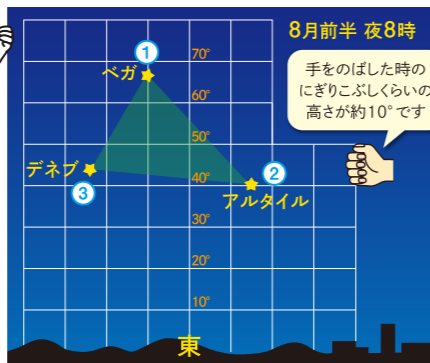 8月前半 夜8時
手をのばした時の
にぎりこぶしくらいの
高さが約10°です
①
ベガ
②
アルタイル
③
デネブ
70°
60°
50°
40°
30°
20°
10°
東